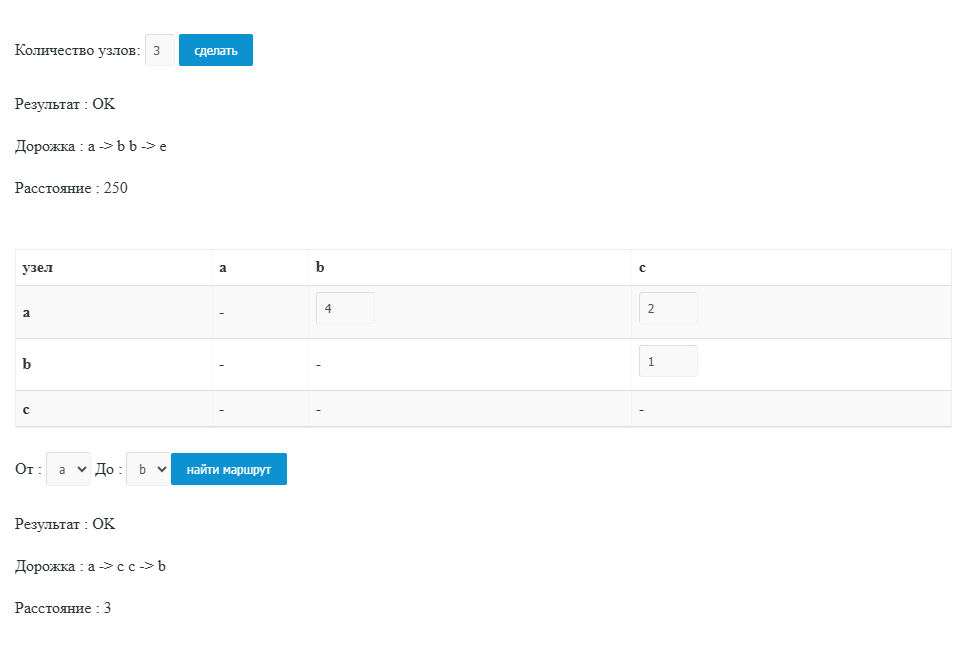 Количество узлов: 3 сделать
Результат : OK
Дорожка : a -> b b -> e
Расстояние : 250
узел a b c
a - 4 2
b - - 1
c - - -
От : a До : b найти маршрут
Результат : OK
Дорожка : a -> c c -> b
Расстояние : 3